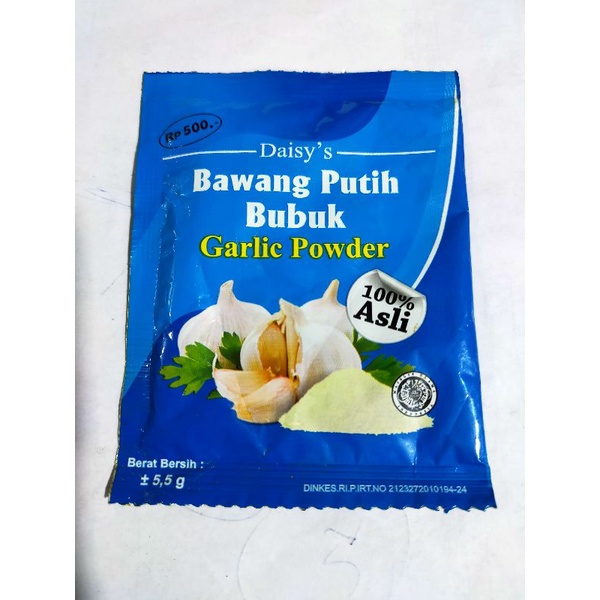 Rp 500.-
Daisy's
Bawang Putih
Bubuk
Garlic Powder
100%
Asli
Berat Bersih :
± 5,5 g
DINKES.RI.P.IRT.NO 2123272010194-24